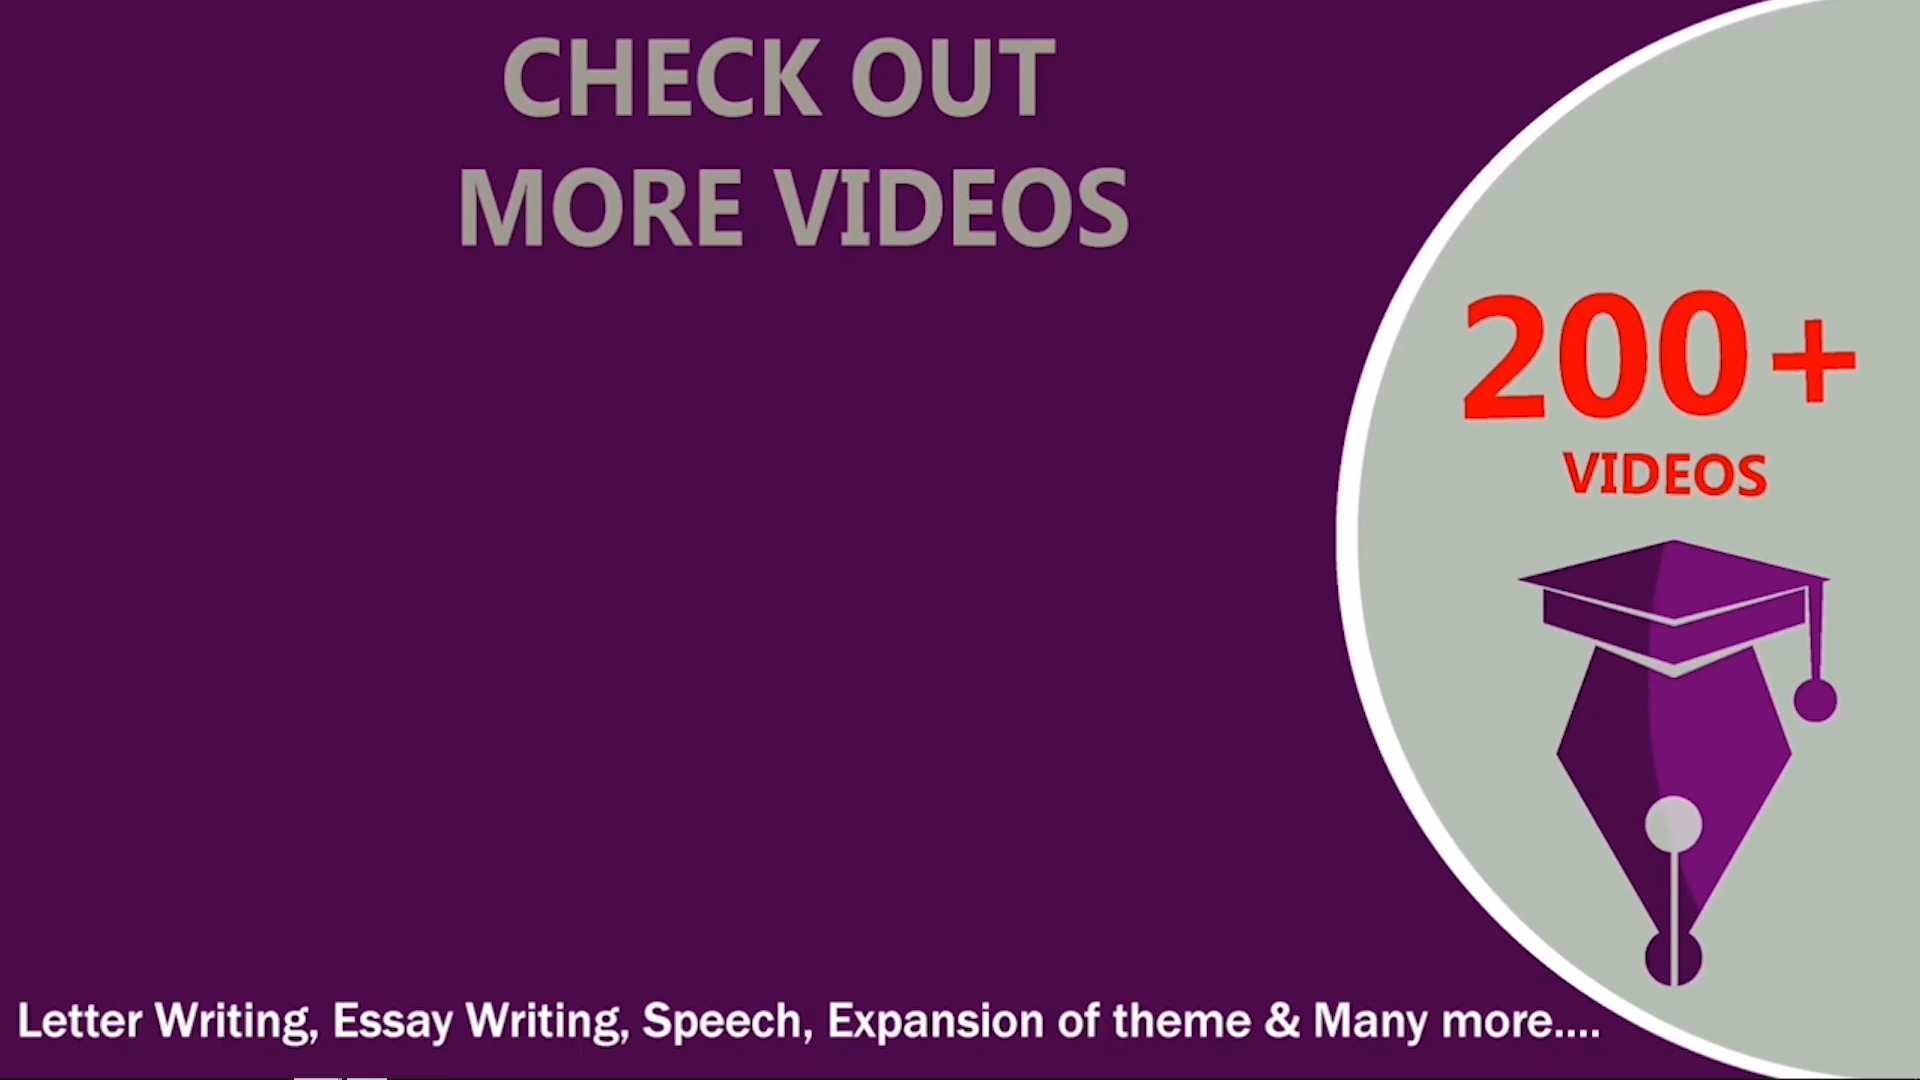 CHECK OUT
MORE VIDEOS
200+
VIDEOS
Letter Writing, Essay Writing, Speech, Expansion of theme & Many more....